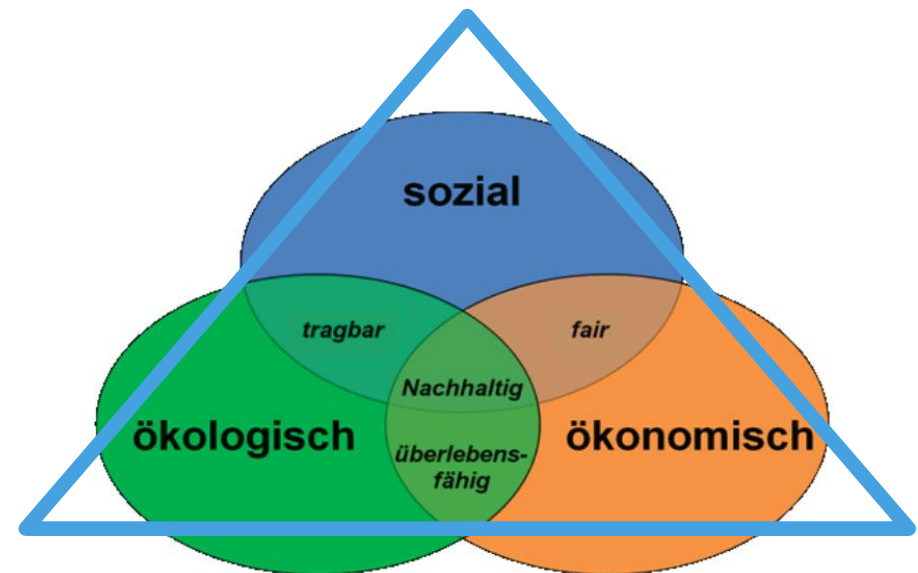 sozial
tragbar
fair
Nachhaltig
ökologisch
ökonomisch
überlebens-
fähig